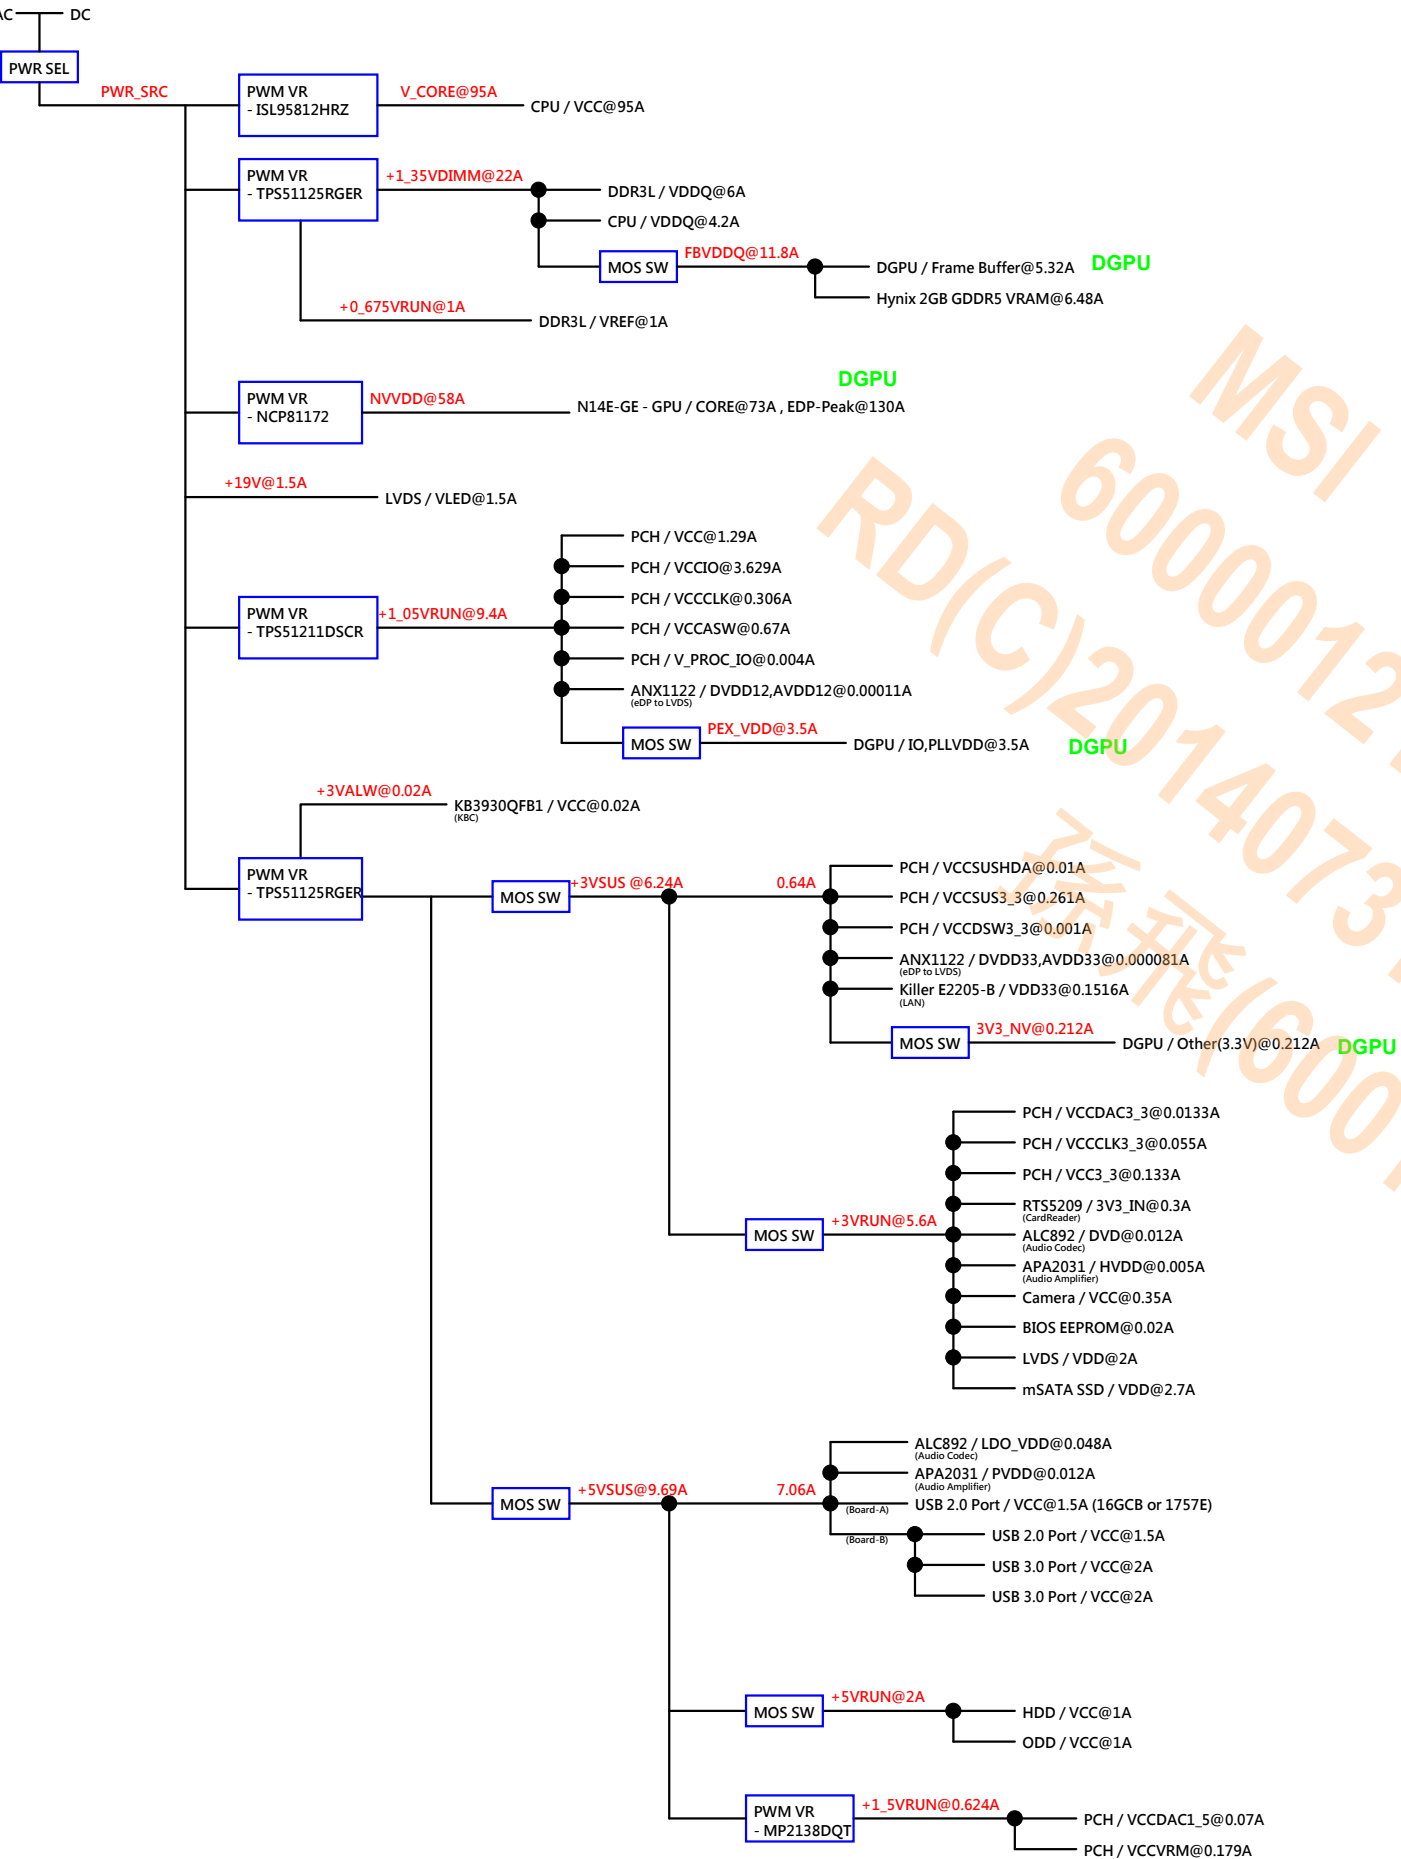 DC
PWR SEL
PWR_SRC
PWM VR
- ISL95812HRZ
V_CORE@95A
CPU / VCC@95A
PWM VR
- TPS51125RGER
+1_35VDIMM@22A
DDR3L / VDDQ@6A
CPU / VDDQ@4.2A
MOS SW
FBVDDQ@11.8A
DGPU / Frame Buffer@5.32A
DGPU
Hynix 2GB GDDR5 VRAM@6.48A
+0_675VRUN@1A
DDR3L / VREF@1A
DGPU
PWM VR
- NCP81172
NVVDD@58A
N14E-GE - GPU / CORE@73A , EDP-Peak@130A
+19V@1.5A
LVDS / VLED@1.5A
PCH / VCC@1.29A
PCH / VCCIO@3.629A
PCH / VCCCLK@0.306A
PWM VR
- TPS51211DSCR
+1_05VRUN@9.4A
PCH / VCCASW@0.67A
PCH / V_PROC_IO@0.004A
ANX1122 / DVDD12,AVDD12@0.00011A
(eDP to LVDS)
MOS SW
PEX_VDD@3.5A
DGPU / IO,PLLVDD@3.5A
DGPU
+3VALW@0.02A
KB3930QFB1 / VCC@0.02A
(KBC)
PWM VR
- TPS51125RGER
MOS SW
+3VSUS @6.24A
0.64A
PCH / VCCSUSHDA@0.01A
PCH / VCCSUS3_3@0.261A
PCH / VCCDSW3_3@0.001A
ANX1122 / DVDD33,AVDD33@0.000081A
(eDP to LVDS)
Killer E2205-B / VDD33@0.1516A
(LAN)
MOS SW
3V3_NV@0.212A
DGPU / Other(3.3V)@0.212A
DGPU
PCH / VCCDAC3_3@0.0133A
PCH / VCCCLK3_3@0.055A
PCH / VCC3_3@0.133A
RTS5209 / 3V3_IN@0.3A
(CardReader)
MOS SW
+3VRUN@5.6A
ALC892 / DVD@0.012A
(Audio Codec)
APA2031 / HVDD@0.005A
(Audio Amplifier)
Camera / VCC@0.35A
BIOS EEPROM@0.02A
LVDS / VDD@2A
mSATA SSD / VDD@2.7A
ALC892 / LDO_VDD@0.048A
(Audio Codec)
APA2031 / PVDD@0.012A
(Audio Amplifier)
MOS SW
+5VSUS@9.69A
7.06A
(Board-A)
USB 2.0 Port / VCC@1.5A (16GCB or 1757E)
(Board-B)
USB 2.0 Port / VCC@1.5A
USB 3.0 Port / VCC@2A
USB 3.0 Port / VCC@2A
MOS SW
+5VRUN@2A
HDD / VCC@1A
ODD / VCC@1A
PWM VR
- MP2138DQT
+1_5VRUN@0.624A
PCH / VCCDAC1_5@0.07A
PCH / VCCVRM@0.179A
MSI
RD(C)2014073
孫飛(600